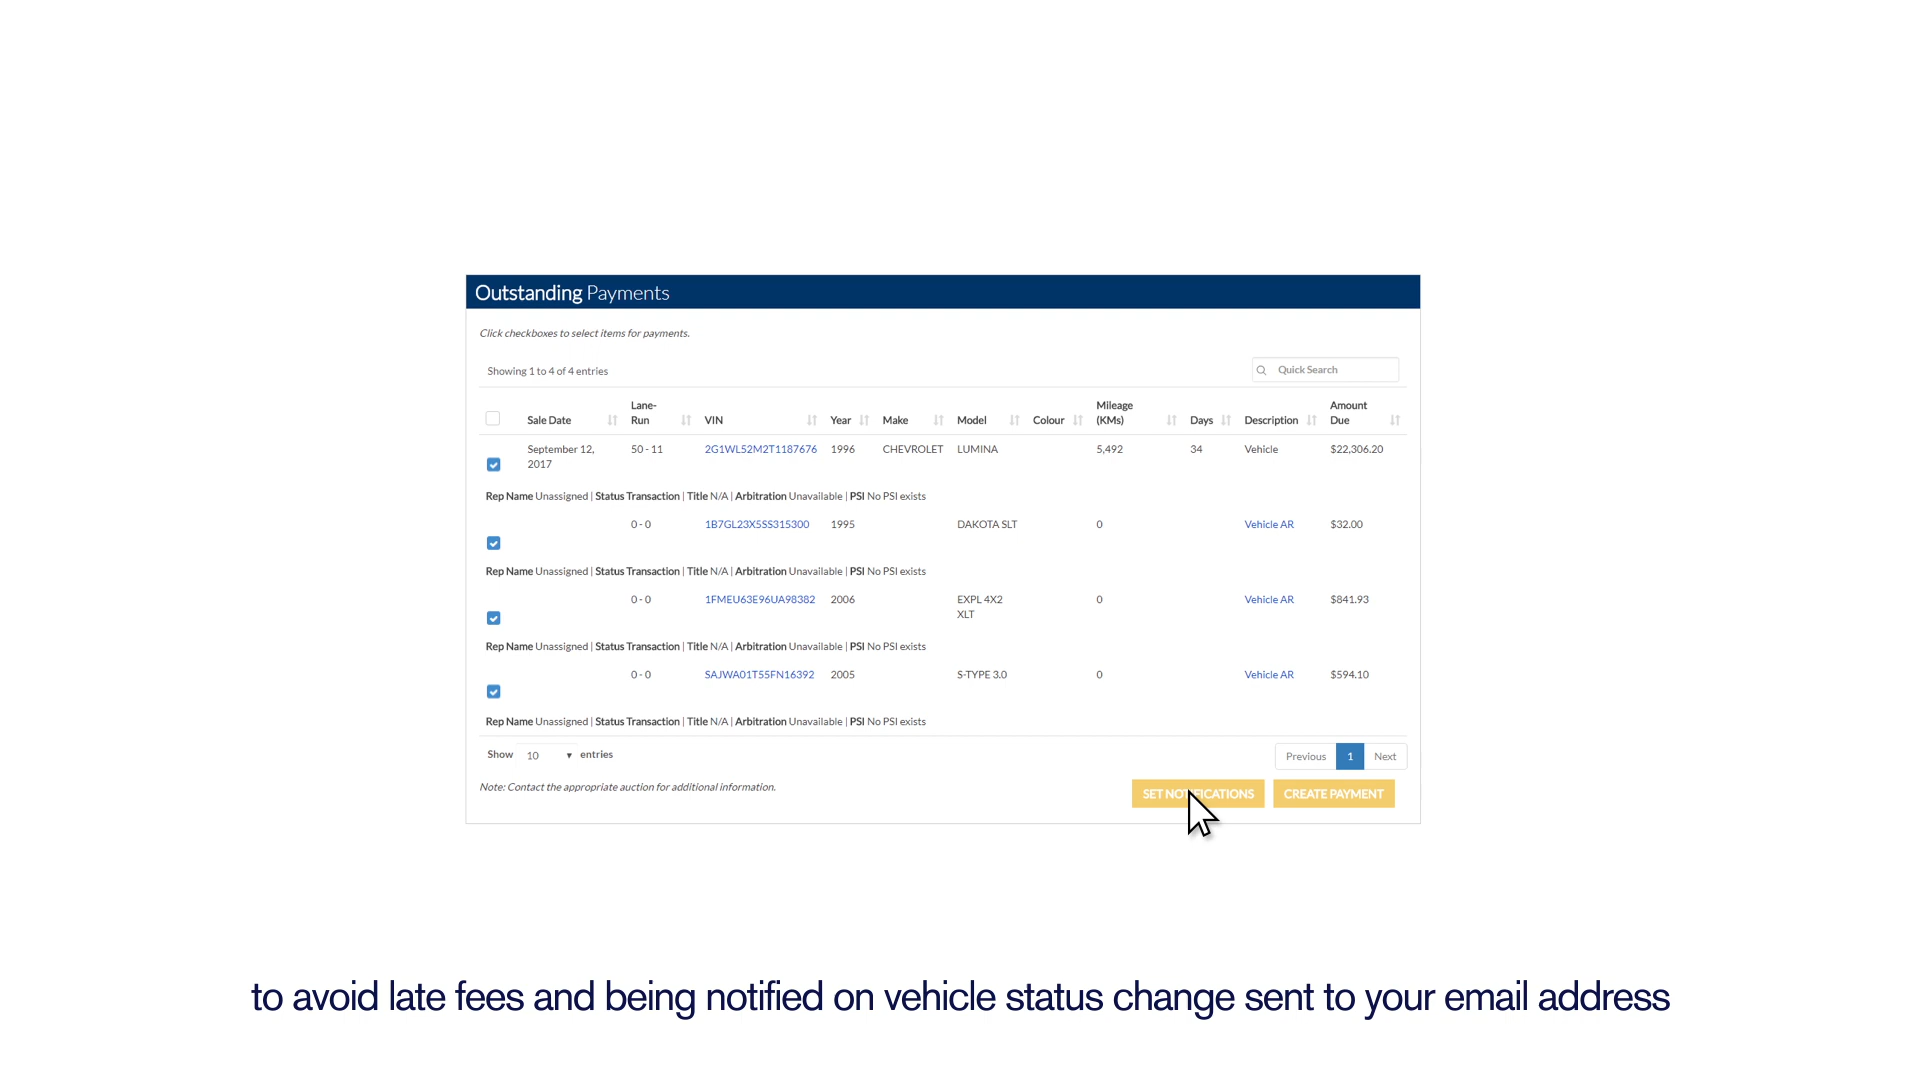 Outstanding Payments
Click checkboxes to select items for payments.
Showing 1 to 4 of 4 entries
Quick Search
Sale Date Lane-Run VIN Year Make Model Colour Mileage (KMs) Days Description Amount Due
September 12, 2017 50 - 11 2G1WL52M2T1187676 1996 CHEVROLET LUMINA 5,492 34 Vehicle $22,306.20
Rep Name Unassigned | Status Transaction | Title N/A | Arbitration Unavailable | PSI No PSI exists
0 - 0 1B7GL23X5SS315300 1995 DAKOTA SLT 0 Vehicle AR $32.00
Rep Name Unassigned | Status Transaction | Title N/A | Arbitration Unavailable | PSI No PSI exists
0 - 0 1FMEU63E96UA98382 2006 EXPL 4X2 XLT 0 Vehicle AR $841.93
Rep Name Unassigned | Status Transaction | Title N/A | Arbitration Unavailable | PSI No PSI exists
0 - 0 SAJWA01T55FN16392 2005 S-TYPE 3.0 0 Vehicle AR $594.10
Rep Name Unassigned | Status Transaction | Title N/A | Arbitration Unavailable | PSI No PSI exists
Show 10 entries
Previous 1 Next
Note: Contact the appropriate auction for additional information.
SET NOTIFICATIONS CREATE PAYMENT
to avoid late fees and being notified on vehicle status change sent to your email address